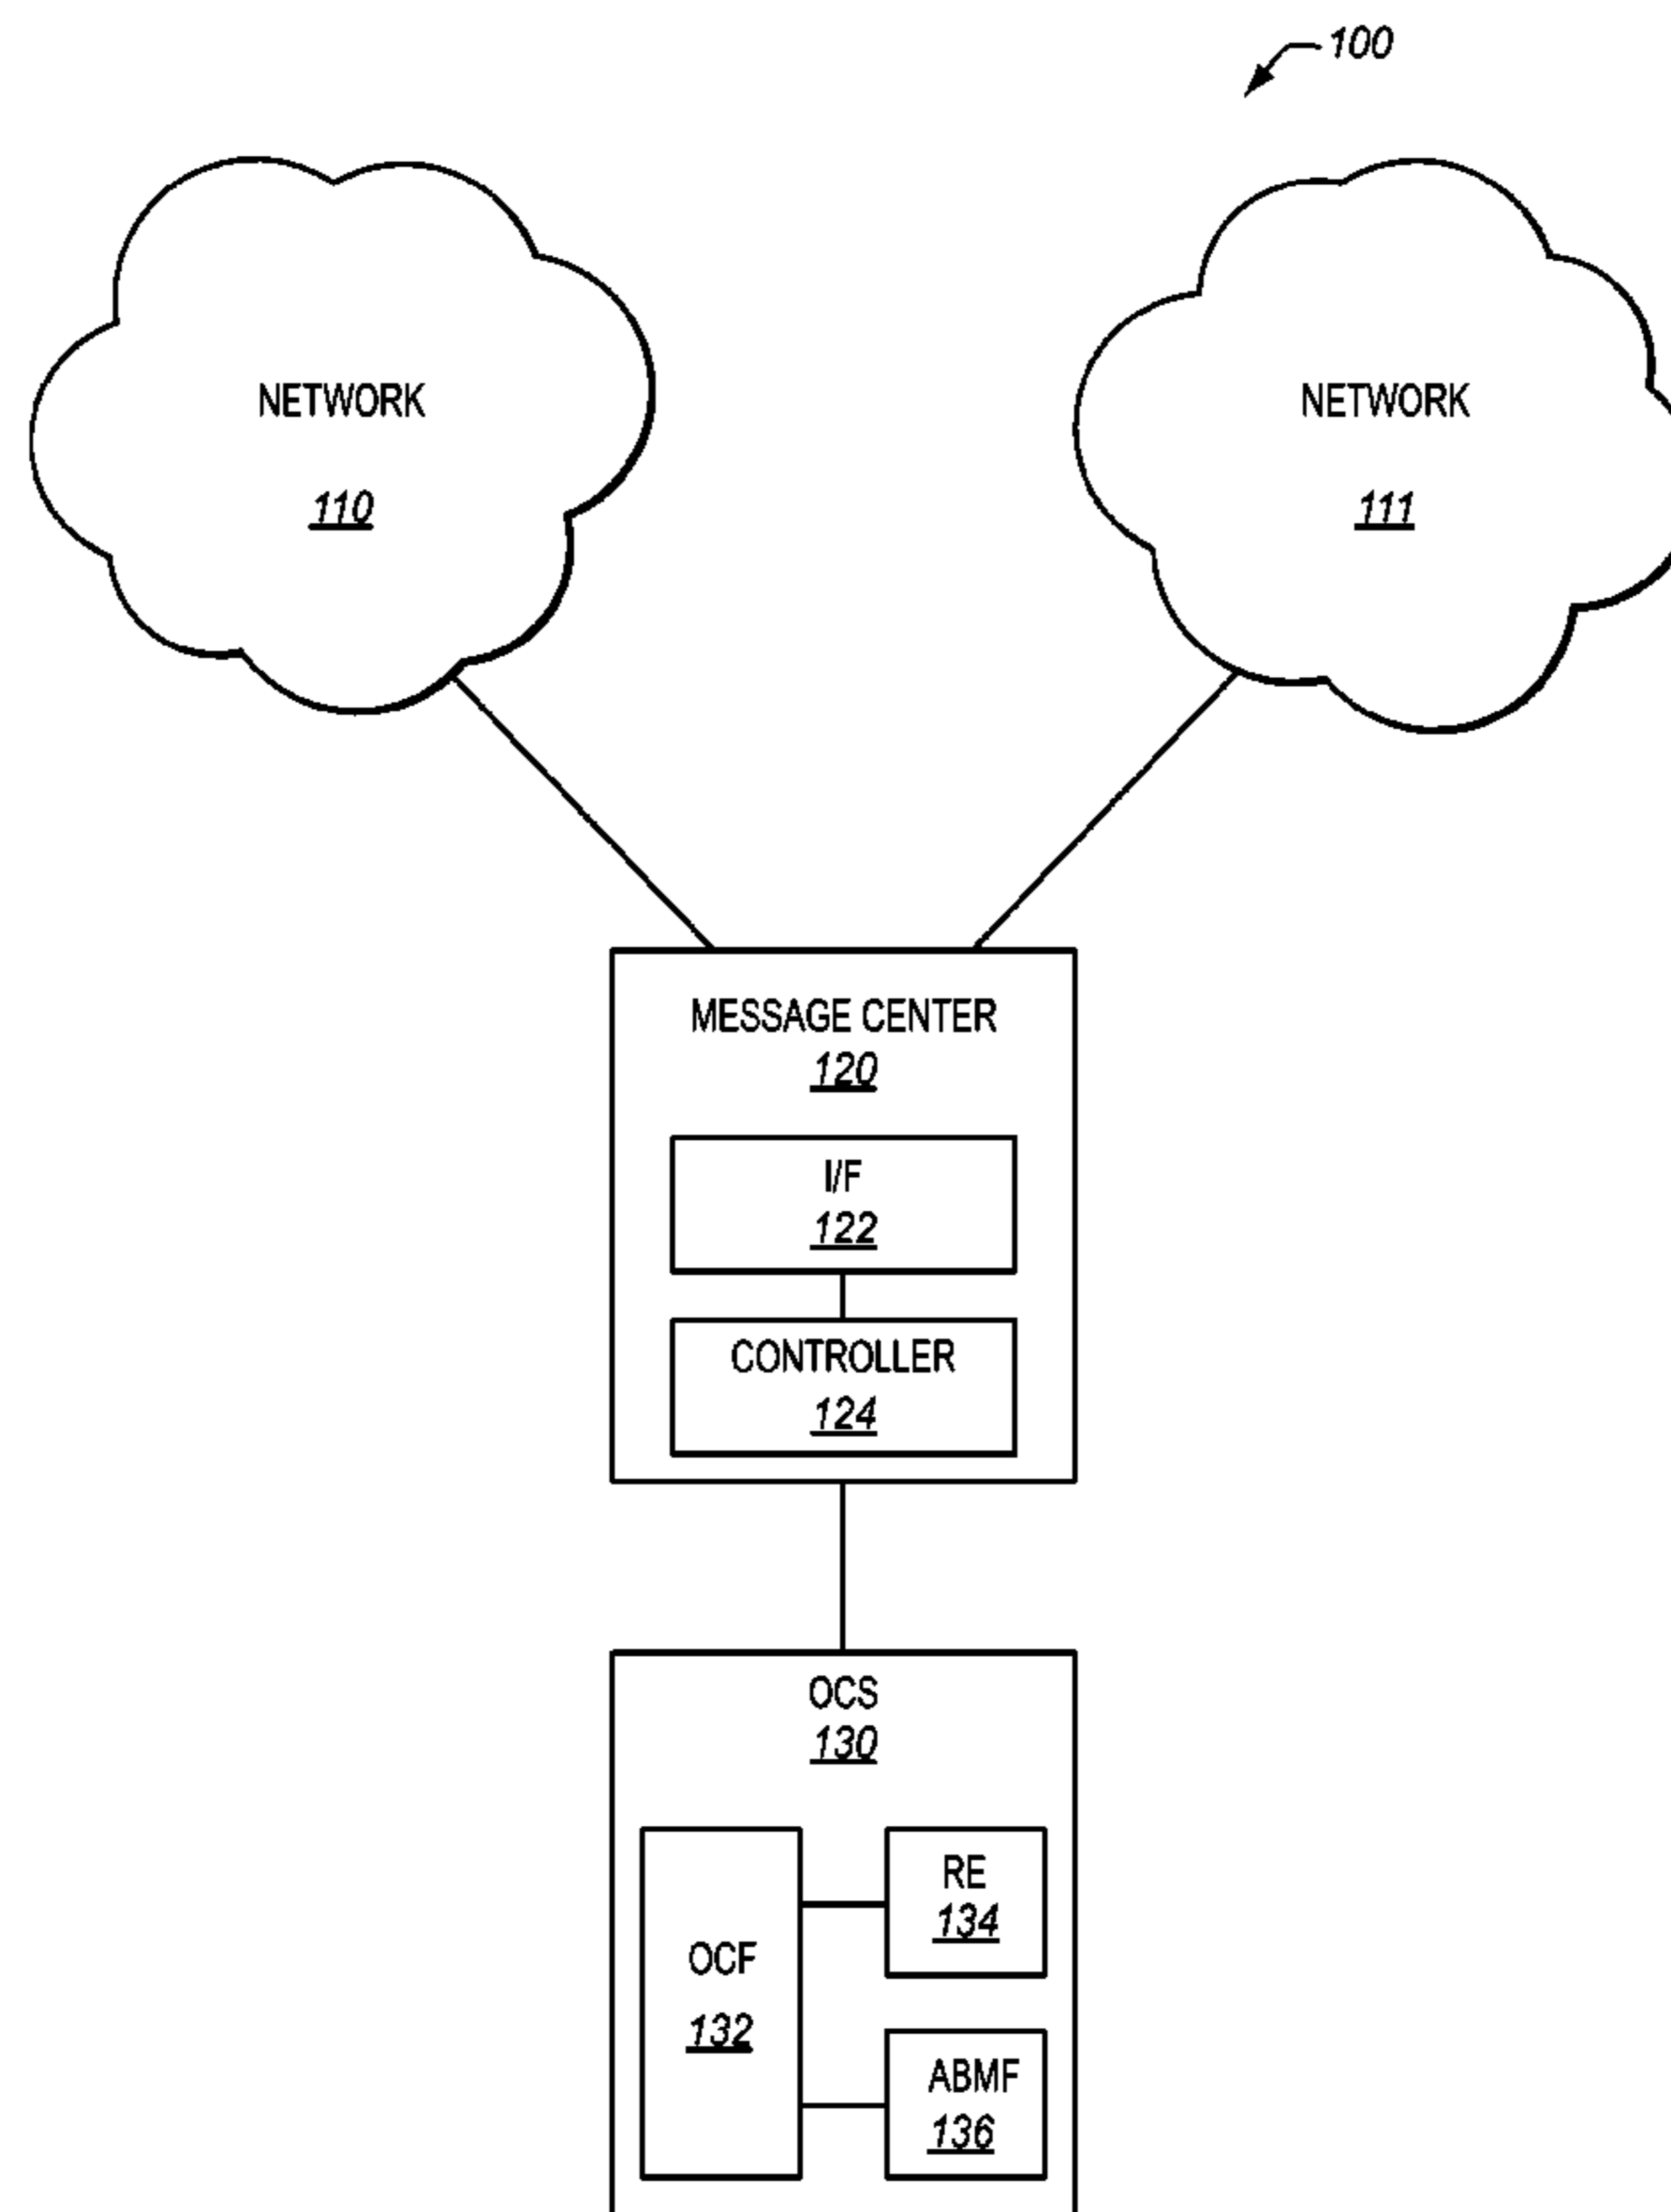 100
NETWORK
110
NETWORK
111
MESSAGE CENTER
120
I/F
122
CONTROLLER
124
OCS
130
OCF
132
RE
134
ABMF
136